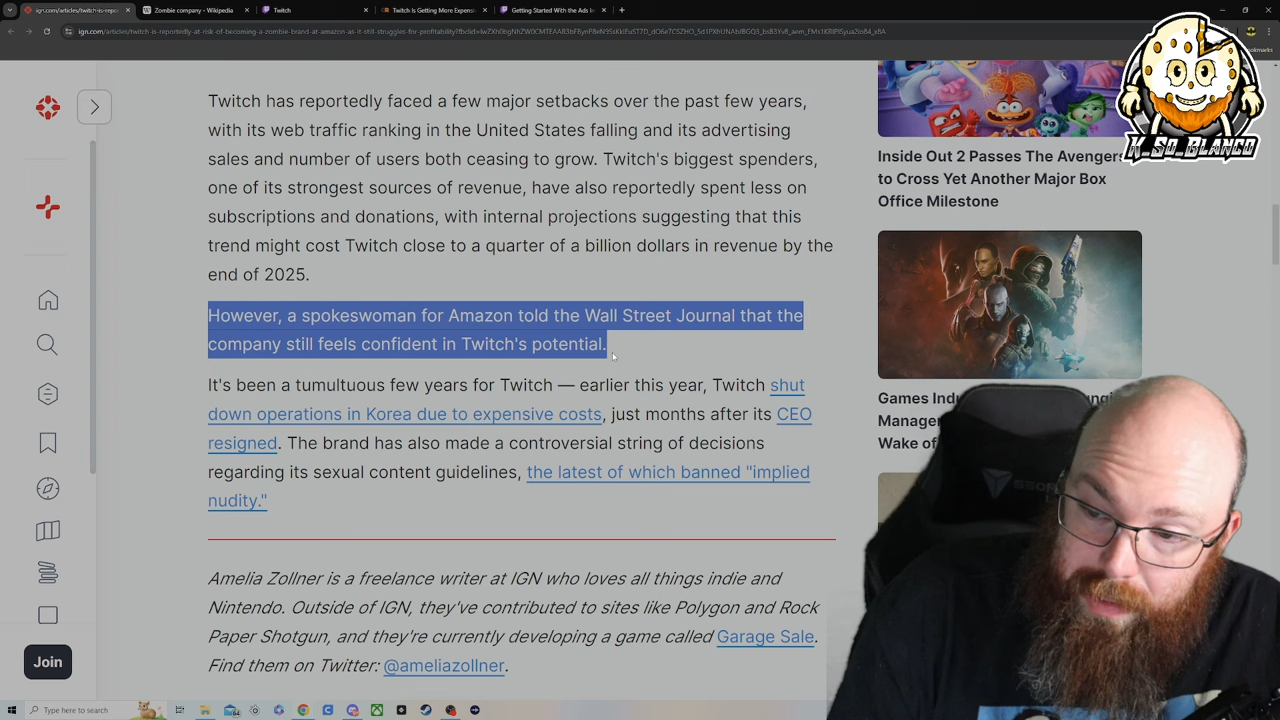 twitch-is-repo
Zombie company - Wikipedia
Twitch
Twitch Is Getting More Expens
Getting Started With the Ads In
Twitch has reportedly faced a few major setbacks over the past few years,
with its web traffic ranking in the United States falling and its advertising
sales and number of users both ceasing to grow. Twitch's biggest spenders,
one of its strongest sources of revenue, have also reportedly spent less on
subscriptions and donations, with internal projections suggesting that this
trend might cost Twitch close to a quarter of a billion dollars in revenue by the
end of 2025.
However, a spokeswoman for Amazon told the Wall Street Journal that the
company still feels confident in Twitch's potential.
It's been a tumultuous few years for Twitch — earlier this year, Twitch shut
down operations in Korea due to expensive costs, just months after its CEO
resigned. The brand has also made a controversial string of decisions
regarding its sexual content guidelines, the latest of which banned "implied
nudity."
Amelia Zollner is a freelance writer at IGN who loves all things indie and
Nintendo. Outside of IGN, they've contributed to sites like Polygon and Rock
Paper Shotgun, and they're currently developing a game called Garage Sale.
Find them on Twitter: @ameliazollner.
Inside Out 2 Passes The Avengers
to Cross Yet Another Major Box
Office Milestone
Games Ind
Manage
Wake of
X_So_Blanco
Join
Type here to search